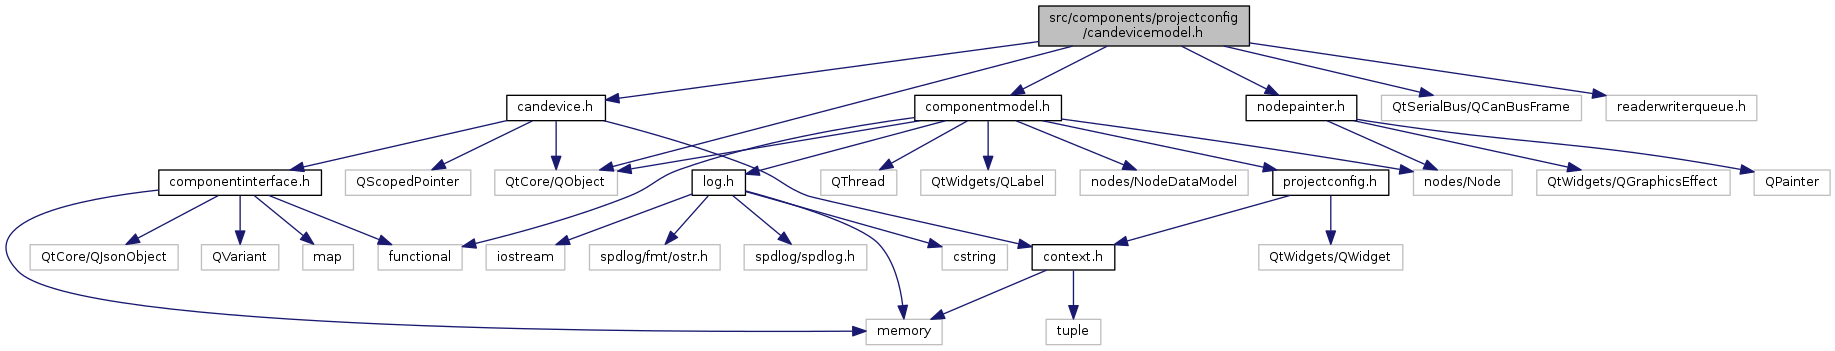 src/components/projectconfig
/candevicemodel.h
candevice.h
componentmodel.h
nodepainter.h
QtSerialBus/QCanBusFrame
readerwriterqueue.h
componentinterface.h
QScopedPointer
QtCore/QObject
log.h
QThread
QtWidgets/QLabel
nodes/NodeDataModel
projectconfig.h
nodes/Node
QtWidgets/QGraphicsEffect
QPainter
QtCore/QJsonObject
QVariant
map
functional
iostream
spdlog/fmt/ostr.h
spdlog/spdlog.h
cstring
context.h
QtWidgets/QWidget
memory
tuple